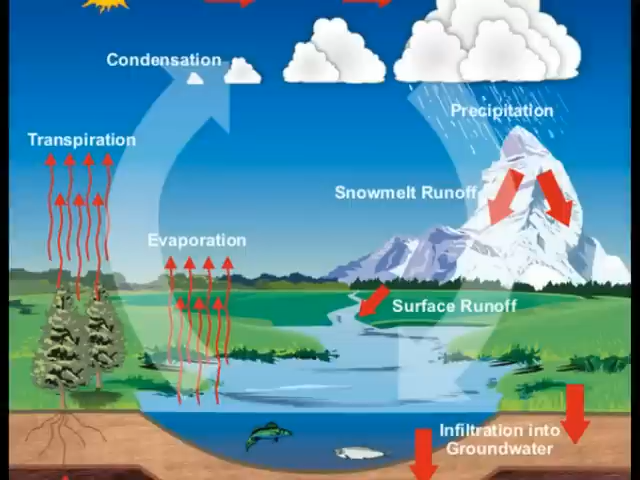 Condensation
Precipitation
Transpiration
Snowmelt Runoff
Evaporation
Surface Runoff
Infiltration into
Groundwater